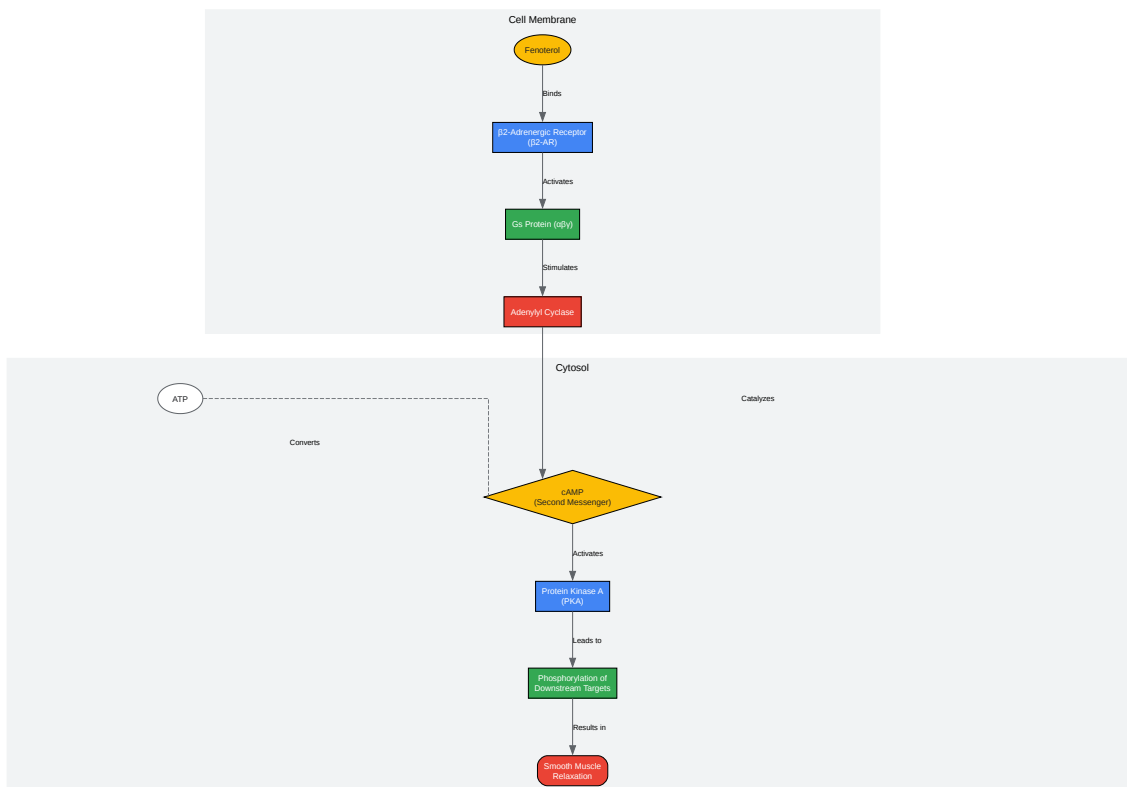 Cell Membrane
Fenoterol
Binds
β2-Adrenergic Receptor
(β2-AR)
Activates
Gs Protein (αβγ)
Stimulates
Adenylyl Cyclase
Cytosol
ATP
Catalyzes
Converts
cAMP
(Second Messenger)
Activates
Protein Kinase A
(PKA)
Leads to
Phosphorylation of
Downstream Targets
Results in
Smooth Muscle
Relaxation